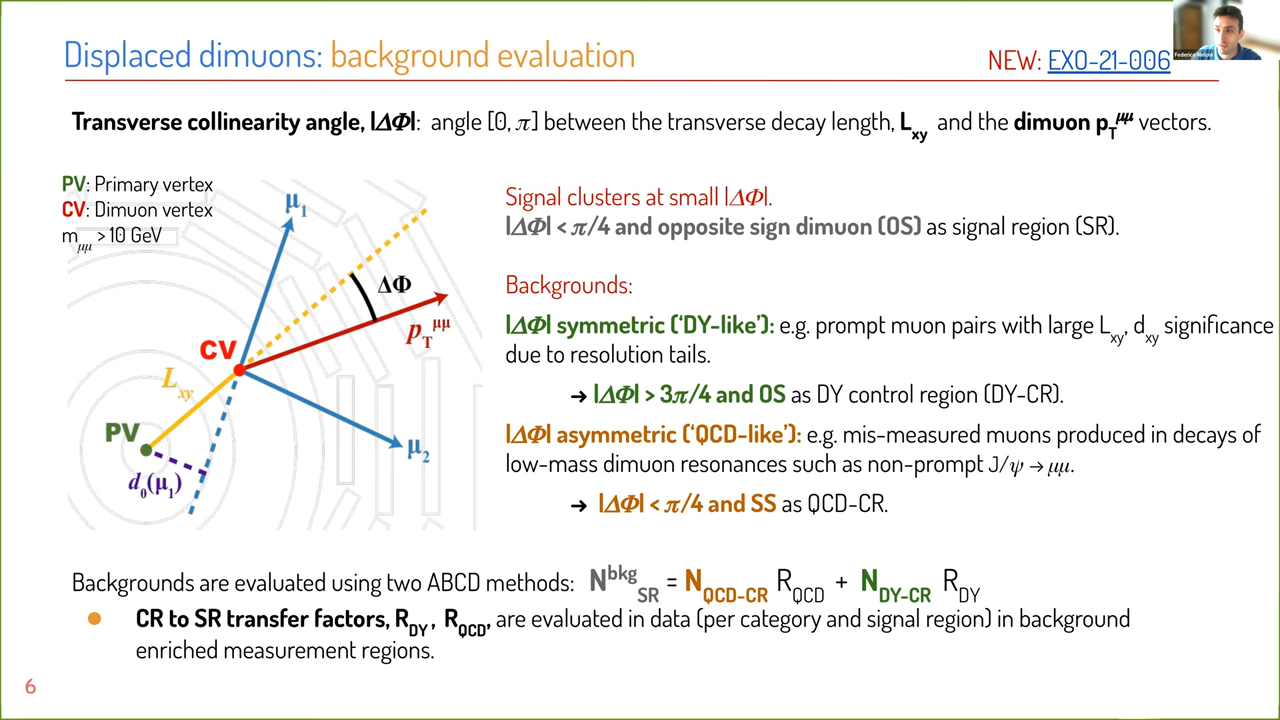 Displaced dimuons: background evaluation
NEW: EXO-21-006
Transverse collinearity angle, |ΔΦ|: angle [0, π] between the transverse decay length, Lxy and the dimuon pTμμ vectors.
PV: Primary vertex
CV: Dimuon vertex
mμμ > 10 GeV
μ1
ΔΦ
pTμμ
CV
Lxy
PV
d0(μ1)
μ2
Signal clusters at small |ΔΦ|.
|ΔΦ| < π/4 and opposite sign dimuon (OS) as signal region (SR).
Backgrounds:
|ΔΦ| symmetric (‘DY-like’): e.g. prompt muon pairs with large Lxy, dxy significance
due to resolution tails.
→ |ΔΦ| > 3π/4 and OS as DY control region (DY-CR).
|ΔΦ| asymmetric (‘QCD-like’): e.g. mis-measured muons produced in decays of
low-mass dimuon resonances such as non-prompt J/ψ → μμ.
→ |ΔΦ| < π/4 and SS as QCD-CR.
Backgrounds are evaluated using two ABCD methods: NbkgSR = NQCD-CR RQCD + NDY-CR RDY
● CR to SR transfer factors, RDY, RQCD, are evaluated in data (per category and signal region) in background
enriched measurement regions.
6